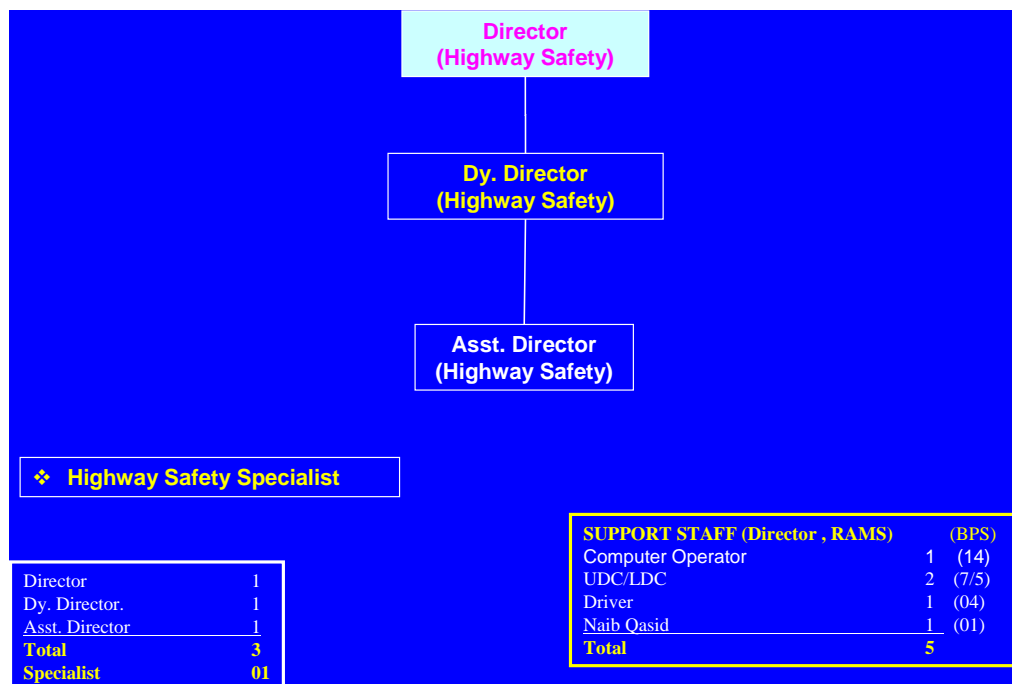 Director
(Highway Safety)
Dy. Director
(Highway Safety)
Asst. Director
(Highway Safety)
❖ Highway Safety Specialist
SUPPORT STAFF (Director , RAMS) (BPS)
Computer Operator 1 (14)
UDC/LDC 2 (7/5)
Driver 1 (04)
Naib Qasid 1 (01)
Total 5
Director 1
Dy. Director. 1
Asst. Director 1
Total 3
Specialist 01